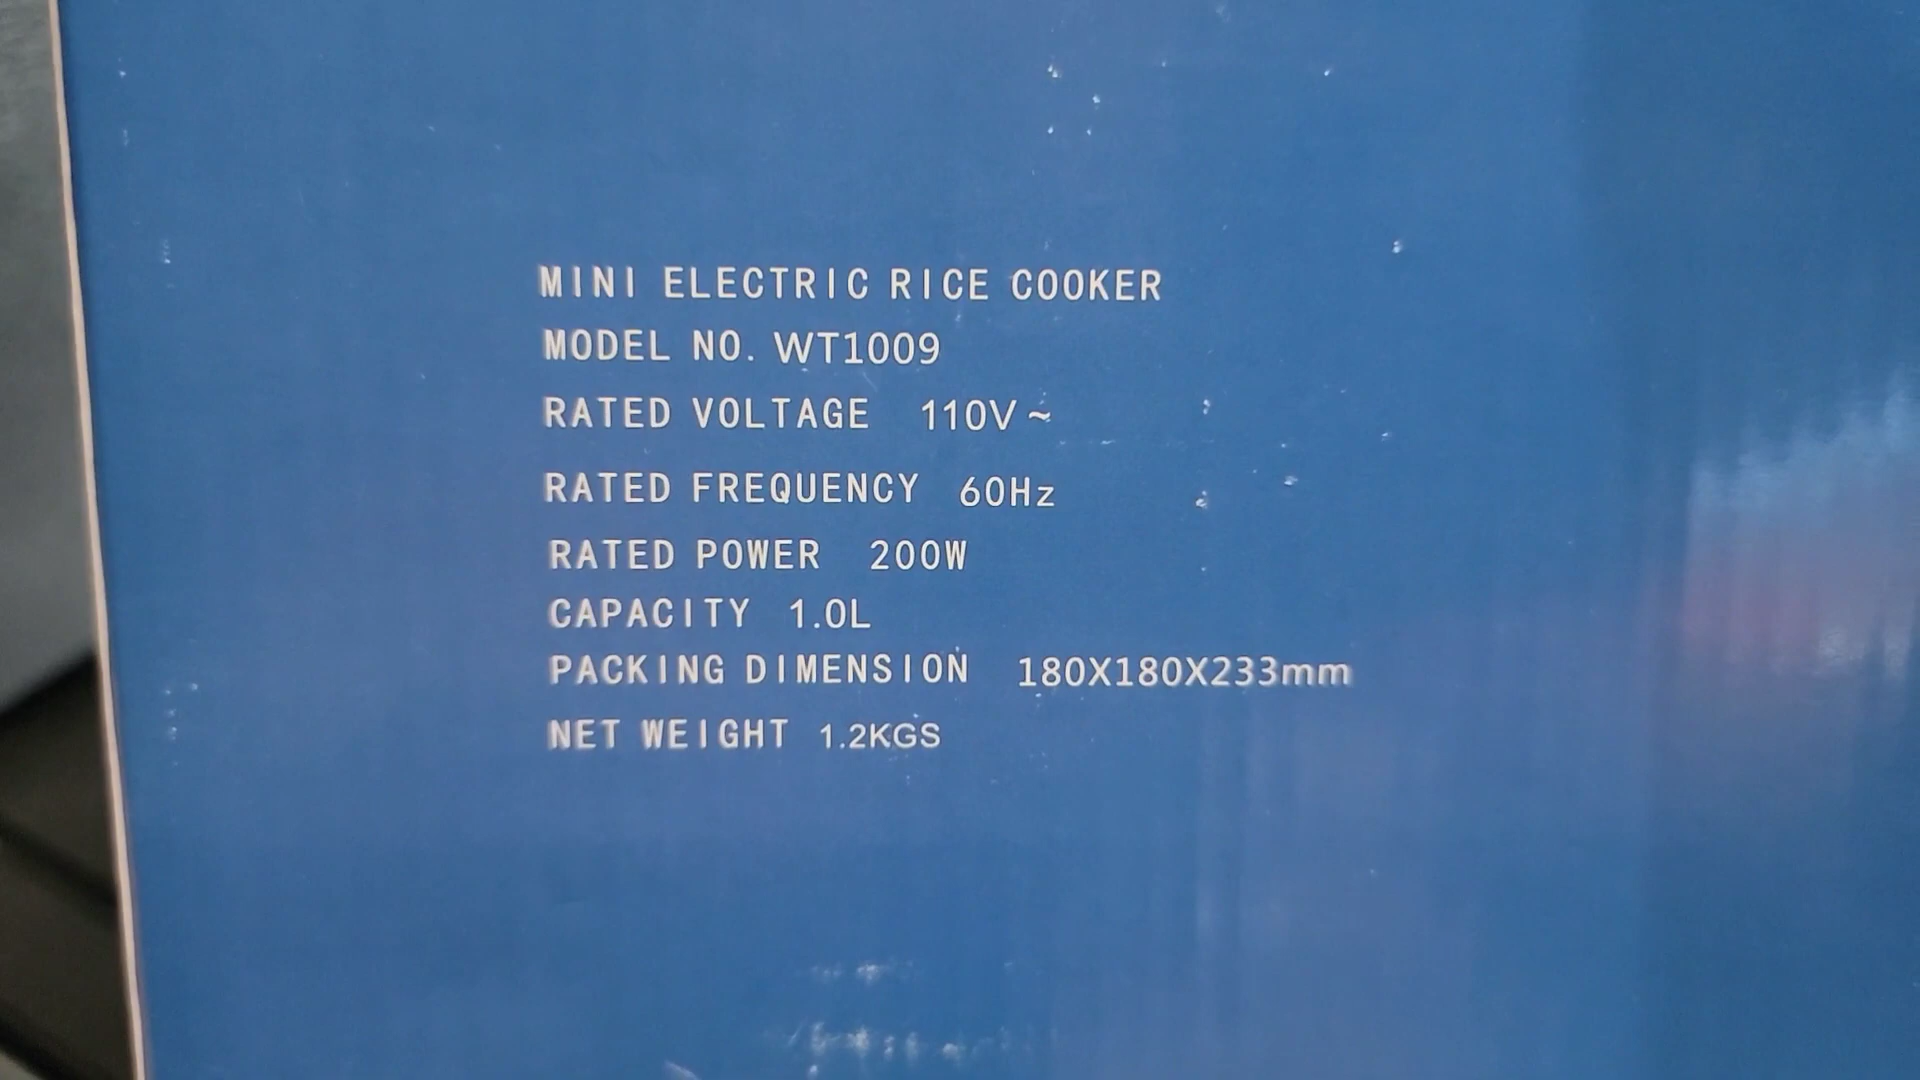 MINI ELECTRIC RICE COOKER
MODEL NO. WT1009
RATED VOLTAGE 110V~
RATED FREQUENCY 60Hz
RATED POWER 200W
CAPACITY 1.0L
PACKING DIMENSION 180X180X233mm
NET WEIGHT 1.2KGS